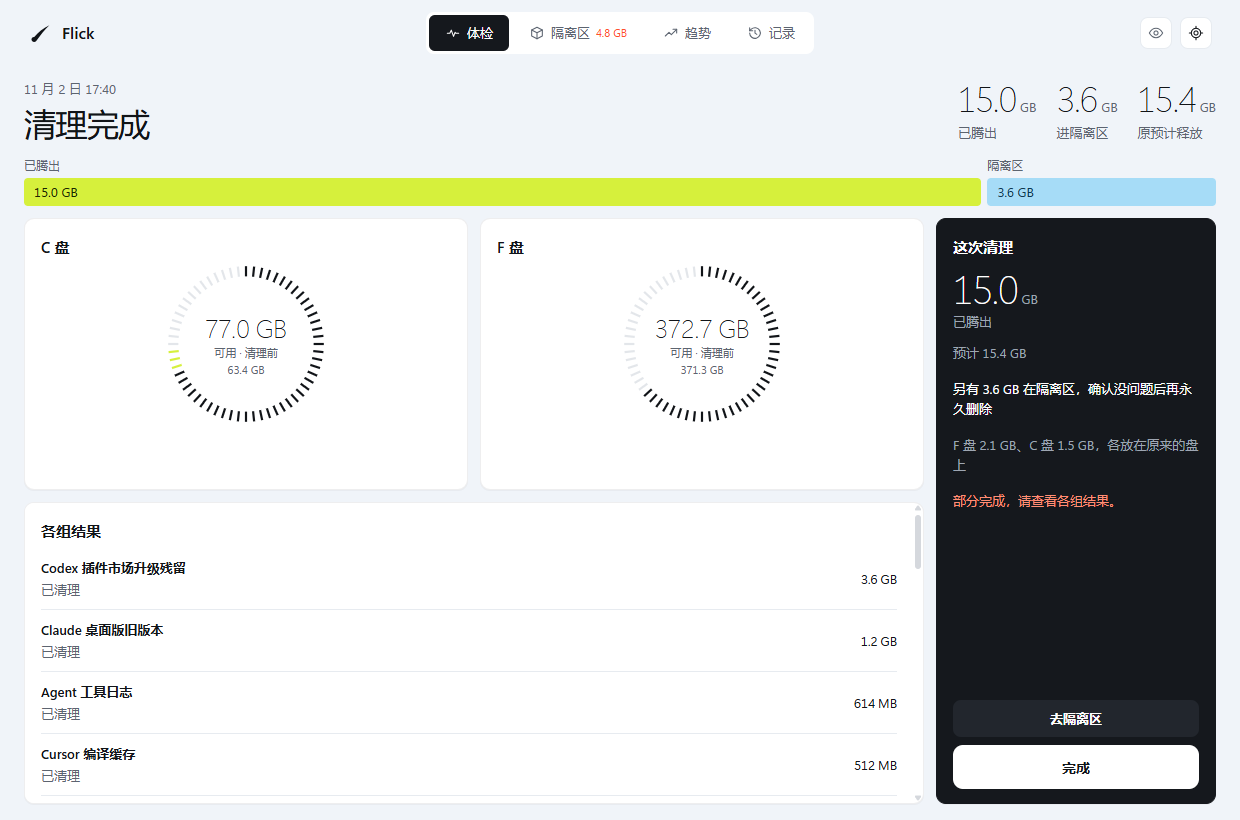 Flick
体检
隔离区 4.8 GB
趋势
记录
11 月 2 日 17:40
清理完成
15.0 GB
已腾出
3.6 GB
进隔离区
15.4 GB
原预计释放
已腾出
隔离区
15.0 GB
3.6 GB
C 盘
77.0 GB
可用 · 清理前
63.4 GB
F 盘
372.7 GB
可用 · 清理前
371.3 GB
这次清理
15.0 GB
已腾出
预计 15.4 GB
另有 3.6 GB 在隔离区，确认没问题后再永
久删除
F 盘 2.1 GB、C 盘 1.5 GB，各放在原来的盘
上
部分完成，请查看各组结果。
去隔离区
完成
各组结果
Codex 插件市场升级残留
已清理
3.6 GB
Claude 桌面版旧版本
已清理
1.2 GB
Agent 工具日志
已清理
614 MB
Cursor 编译缓存
已清理
512 MB